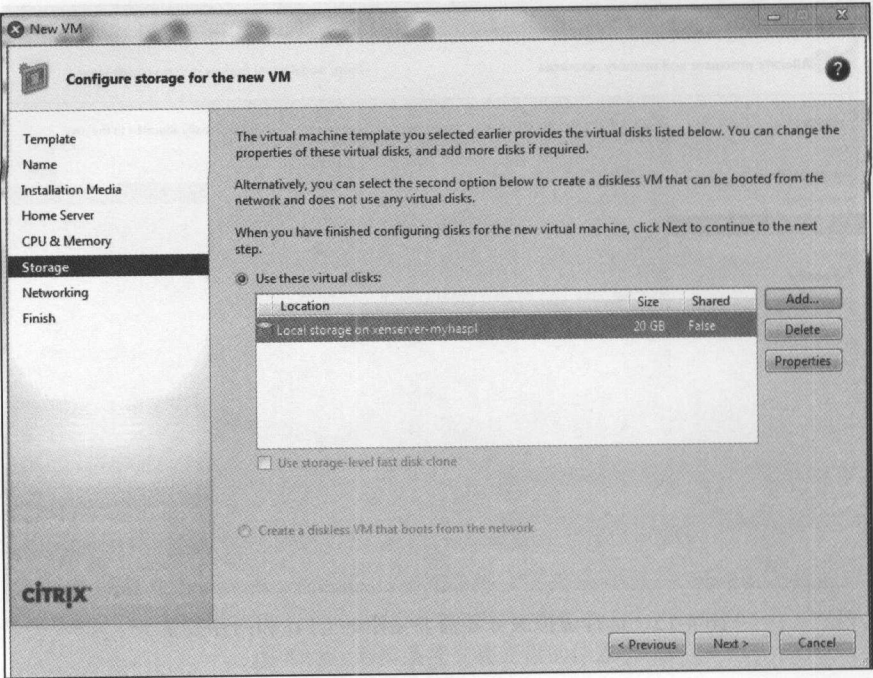 New VM
Configure storage for the new VM
Template
Name
Installation Media
Home Server
CPU & Memory
Storage
Networking
Finish
The virtual machine template you selected earlier provides the virtual disks listed below. You can change the
properties of these virtual disks, and add more disks if required.
Alternatively, you can select the second option below to create a diskless VM that can be booted from the
network and does not use any virtual disks.
When you have finished configuring disks for the new virtual machine, click Next to continue to the next
step.
Use these virtual disks:
Location Size Shared
Local storage on xenserver-myhaspl 20 GB False
Add...
Delete
Properties
Use storage-level fast disk clone
Create a diskless VM that boots from the network
CITRIX
< Previous Next > Cancel